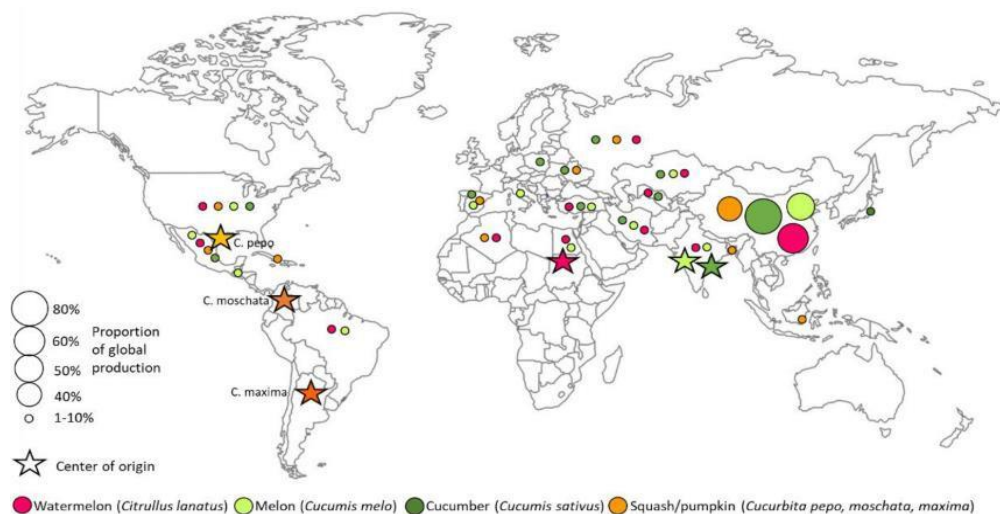 C. pepo
C. moschata
C. maxima
80%
60%
50%
40%
1-10%
Proportion
of global
production
Center of origin
Watermelon (Citrullus lanatus) Melon (Cucumis melo) Cucumber (Cucumis sativus) Squash/pumpkin (Cucurbita pepo, moschata, maxima)